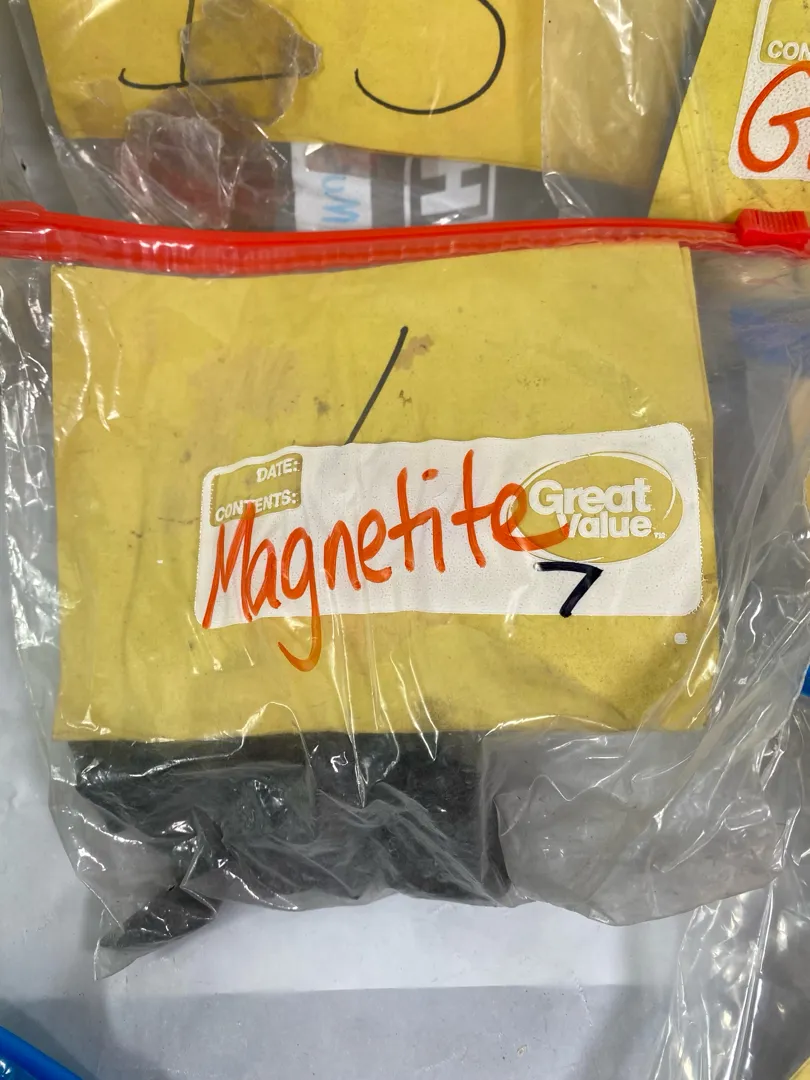 DATE:
CONTENTS:
Magnetite
Great
Value
7